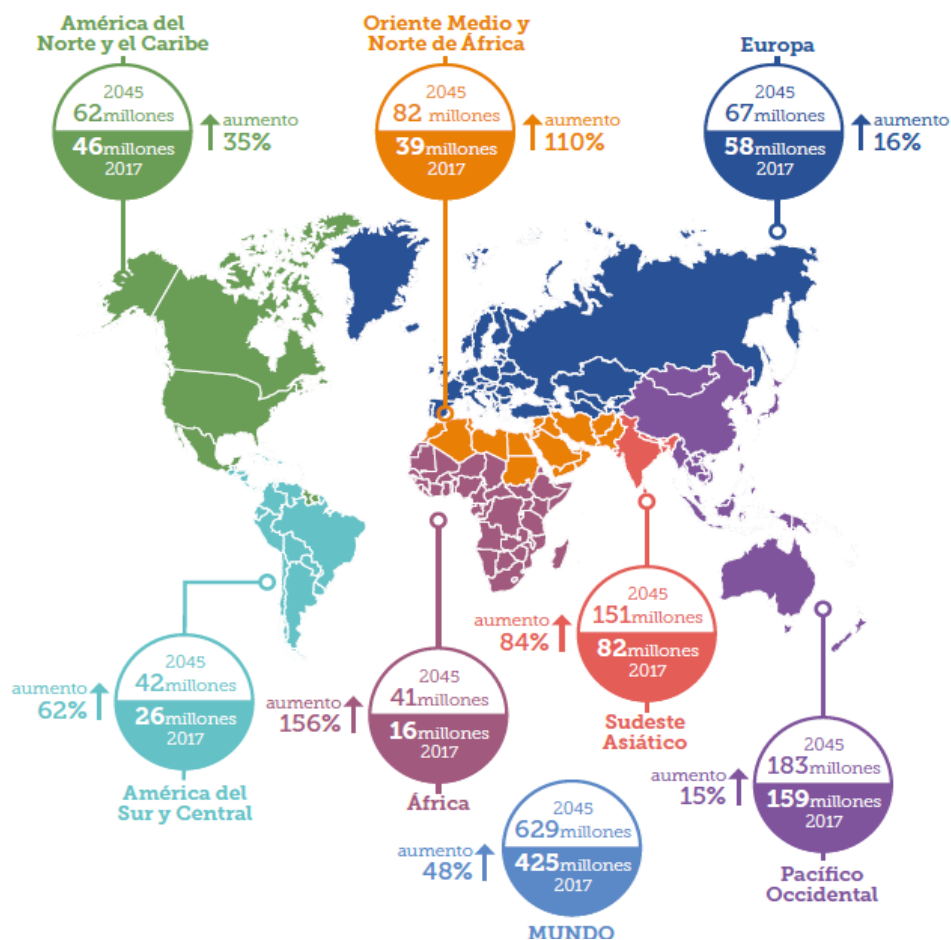 América del
Norte y el Caribe
2045
62millones
46millones
2017
aumento
35%
Oriente Medio y
Norte de África
2045
82 millones
39millones
2017
aumento
110%
Europa
2045
67millones
58millones
2017
aumento
16%
aumento
62%
2045
42millones
26millones
2017
América del
Sur y Central
aumento
156%
2045
41millones
16millones
2017
África
aumento
84%
2045
151millones
82millones
2017
Sudeste
Asiático
aumento
15%
2045
183millones
159millones
2017
Pacífico
Occidental
aumento
48%
2045
629millones
425millones
2017
MUNDO